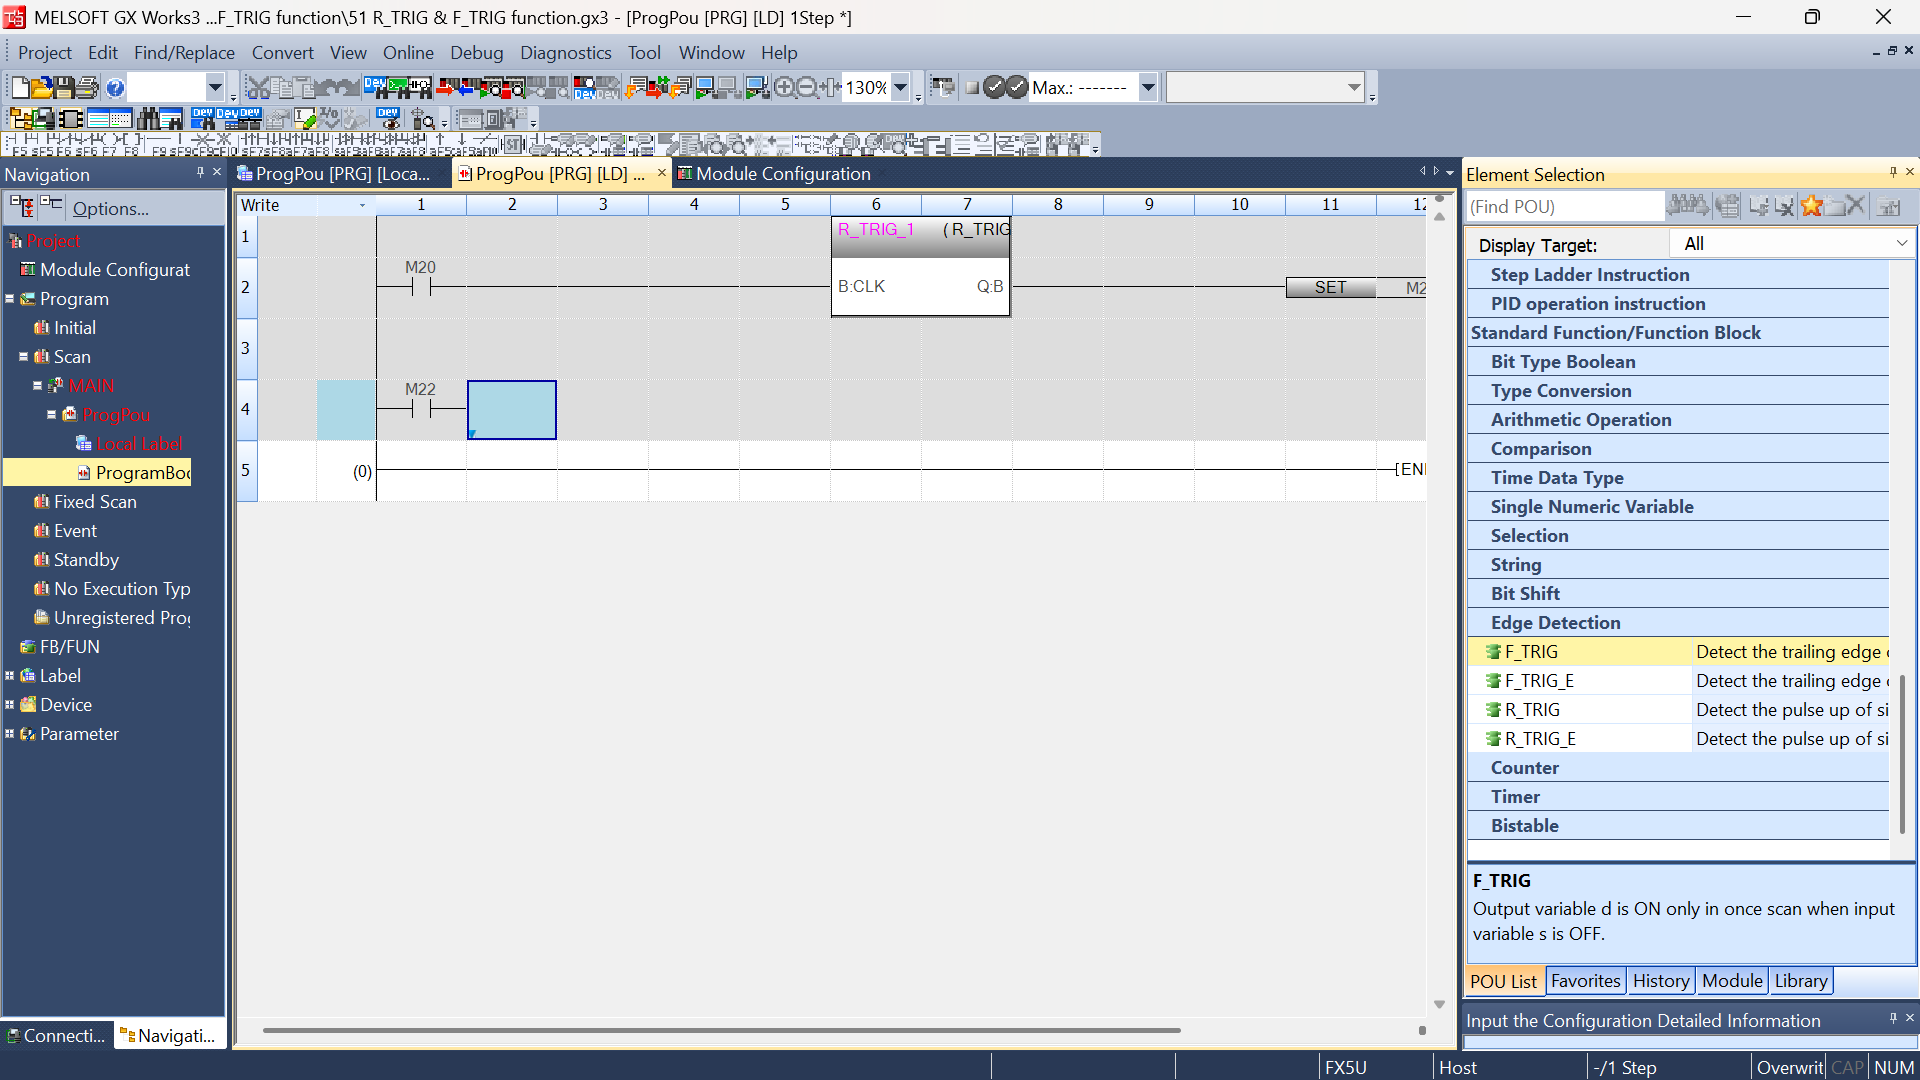 MELSOFT GX Works3 ...F_TRIG function\51 R_TRIG & F_TRIG function.gx3 - [ProgPou [PRG] [LD] 1Step *]
Project Edit Find/Replace Convert View Online Debug Diagnostics Tool Window Help
130% Max.: -------
Navigation
ProgPou [PRG] [Loca...
ProgPou [PRG] [LD] ...
Module Configuration
Options...
Project
Module Configurat
Program
Initial
Scan
MAIN
ProgPou
Local Label
ProgramBo
Fixed Scan
Event
Standby
No Execution Typ
Unregistered Pro
FB/FUN
Label
Device
Parameter
Connecti...
Navigati...
Write 1 2 3 4 5 6 7 8 9 10 11 12
1
R_TRIG_1 (R_TRIG
2
M20
B:CLK Q:B
SET M2
3
4
M22
5
(0)
[EN
Element Selection
(Find POU)
Display Target: All
Step Ladder Instruction
PID operation instruction
Standard Function/Function Block
Bit Type Boolean
Type Conversion
Arithmetic Operation
Comparison
Time Data Type
Single Numeric Variable
Selection
String
Bit Shift
Edge Detection
F_TRIG Detect the trailing edge
F_TRIG_E Detect the trailing edge
R_TRIG Detect the pulse up of si
R_TRIG_E Detect the pulse up of si
Counter
Timer
Bistable
F_TRIG
Output variable d is ON only in once scan when input
variable s is OFF.
POU List Favorites History Module Library
Input the Configuration Detailed Information
FX5U Host -/1 Step Overwrit CAP NUM